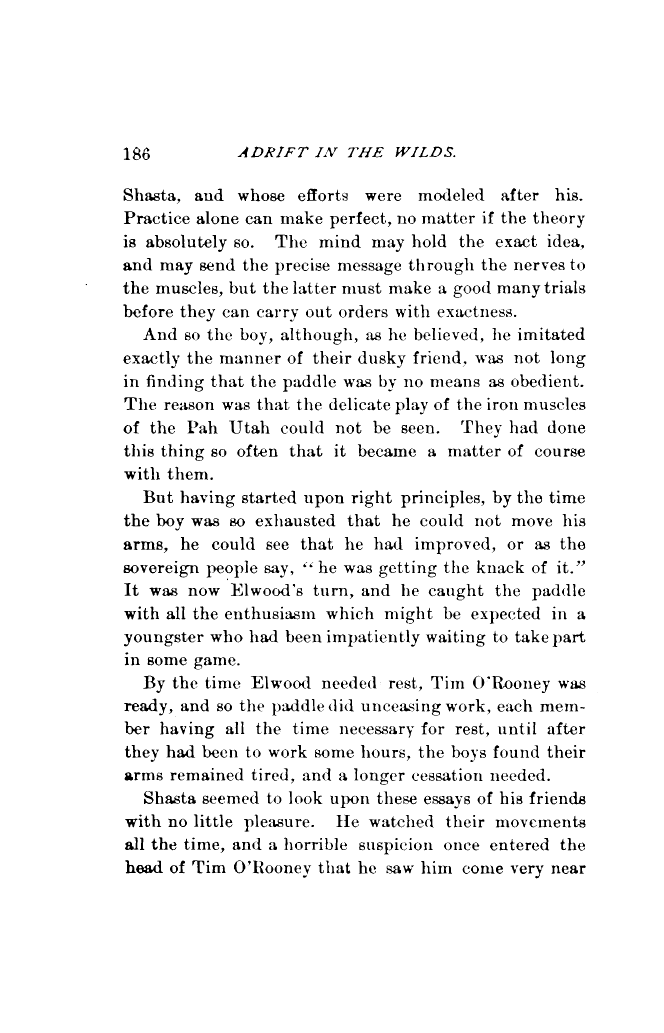 186 ADRIFT IN THE WILDS.
Shasta, and whose efforts were modeled after his.
Practice alone can make perfect, no matter if the theory
is absolutely so. The mind may hold the exact idea,
and may send the precise message through the nerves to
the muscles, but the latter must make a good many trials
before they can carry out orders with exactness.
And so the boy, although, as he believed, he imitated
exactly the manner of their dusky friend, was not long
in finding that the paddle was by no means as obedient.
The reason was that the delicate play of the iron muscles
of the Pah Utah could not be seen. They had done
this thing so often that it became a matter of course
with them.
But having started upon right principles, by the time
the boy was so exhausted that he could not move his
arms, he could see that he had improved, or as the
sovereign people say, “he was getting the knack of it.”
It was now Elwood's turn, and he caught the paddle
with all the enthusiasm which might be expected in a
youngster who had been impatiently waiting to take part
in some game.
By the time Elwood needed rest, Tim O'Rooney was
ready, and so the paddle did unceasing work, each mem-
ber having all the time necessary for rest, until after
they had been to work some hours, the boys found their
arms remained tired, and a longer cessation needed.
Shasta seemed to look upon these essays of his friends
with no little pleasure. He watched their movements
all the time, and a horrible suspicion once entered the
head of Tim O'Rooney that he saw him come very near